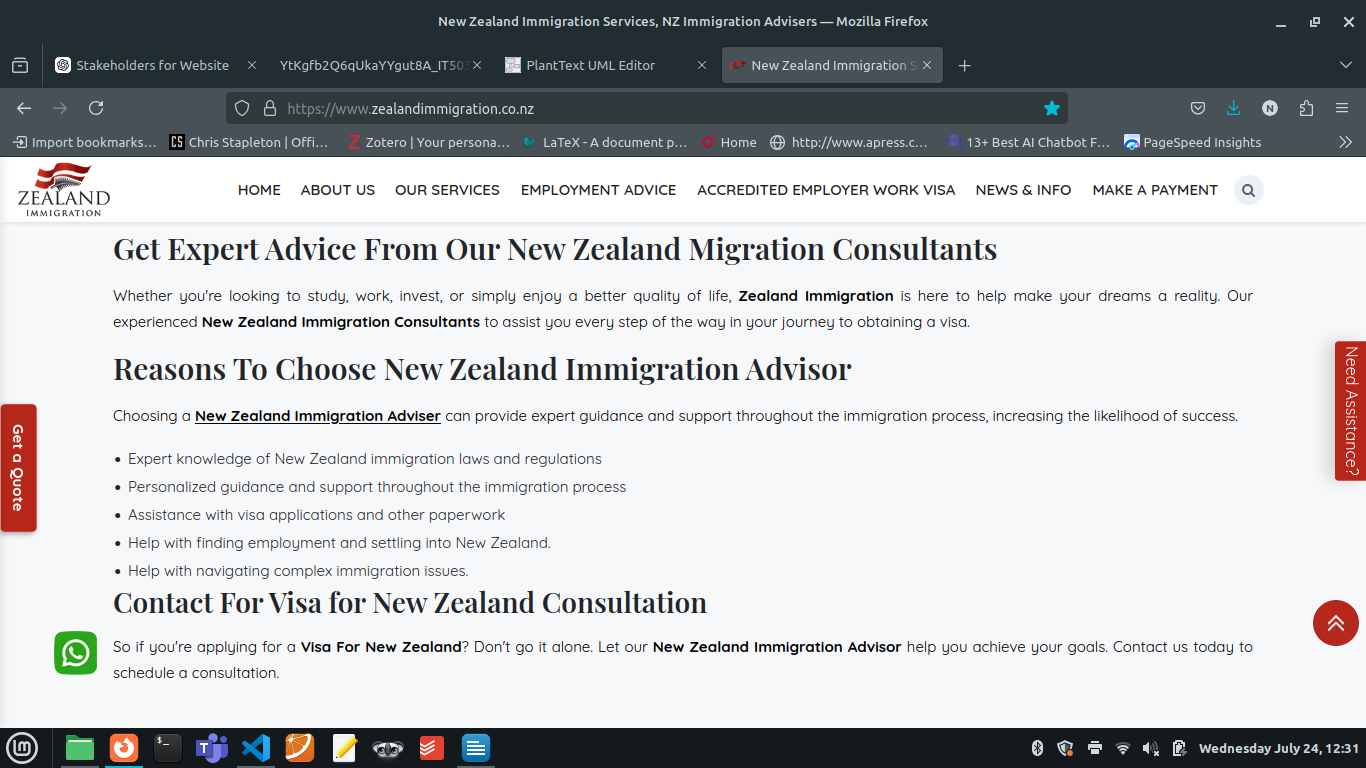 New Zealand Immigration Services, NZ Immigration Advisers — Mozilla Firefox
Stakeholders for Website
YtKgfb2Q6qUkaYYgut8A_IT503
PlantText UML Editor
New Zealand Immigration S
https://www.zealandimmigration.co.nz
N
Import bookmarks...
CS
Chris Stapleton | Offi...
Z
Zotero | Your persona...
LaTeX - A document p...
Home
http://www.apress.c...
13+ Best AI Chatbot F...
PageSpeed Insights
ZEALAND
IMMIGRATION
HOME
ABOUT US
OUR SERVICES
EMPLOYMENT ADVICE
ACCREDITED EMPLOYER WORK VISA
NEWS & INFO
MAKE A PAYMENT
Get Expert Advice From Our New Zealand Migration Consultants
Whether you're looking to study, work, invest, or simply enjoy a better quality of life, Zealand Immigration is here to help make your dreams a reality. Our
experienced New Zealand Immigration Consultants to assist you every step of the way in your journey to obtaining a visa.
Reasons To Choose New Zealand Immigration Advisor
Choosing a New Zealand Immigration Adviser can provide expert guidance and support throughout the immigration process, increasing the likelihood of success.
• Expert knowledge of New Zealand immigration laws and regulations
• Personalized guidance and support throughout the immigration process
• Assistance with visa applications and other paperwork
• Help with finding employment and settling into New Zealand.
• Help with navigating complex immigration issues.
Contact For Visa for New Zealand Consultation
So if you're applying for a Visa For New Zealand? Don't go it alone. Let our New Zealand Immigration Advisor help you achieve your goals. Contact us today to
schedule a consultation.
Get a Quote
Need Assistance?
Wednesday July 24, 12:31